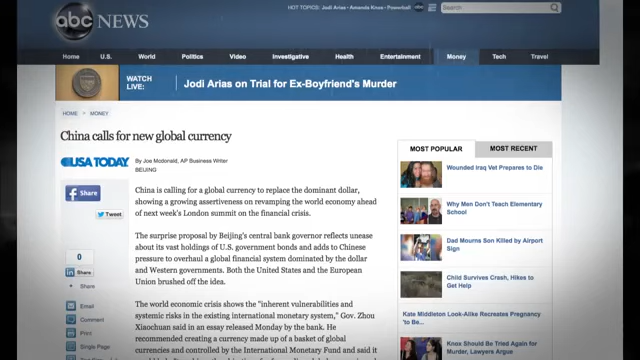 HOT TOPICS: Jodi Arias • Amanda Knox • Powerball
Search
abc NEWS
Home U.S. World Politics Video Investigative Health Entertainment Money Tech Travel
WATCH LIVE:
Jodi Arias on Trial for Ex-Boyfriend's Murder
HOME > MONEY
China calls for new global currency
USA TODAY
By Joe Mcdonald, AP Business Writer
BEIJING
Share
Tweet
0
Share
Share
Email
Comment
Print
Single Page
China is calling for a global currency to replace the dominant dollar,
showing a growing assertiveness on revamping the world economy ahead
of next week's London summit on the financial crisis.
The surprise proposal by Beijing's central bank governor reflects unease
about its vast holdings of U.S. government bonds and adds to Chinese
pressure to overhaul a global financial system dominated by the dollar
and Western governments. Both the United States and the European
Union brushed off the idea.
The world economic crisis shows the "inherent vulnerabilities and
systemic risks in the existing international monetary system," Gov. Zhou
Xiaochuan said in an essay released Monday by the bank. He
recommended creating a currency made up of a basket of global
currencies and controlled by the International Monetary Fund and said it
MOST POPULAR
MOST RECENT
Wounded Iraq Vet Prepares to Die
Why Men Don't Teach Elementary
School
Dad Mourns Son Killed by Airport
Sign
Child Survives Crash, Hikes to
Get Help
Kate Middleton Look-Alike Recreates Pregnancy
'to Be...
Knox Should Be Tried Again for
Murder, Lawyers Argue